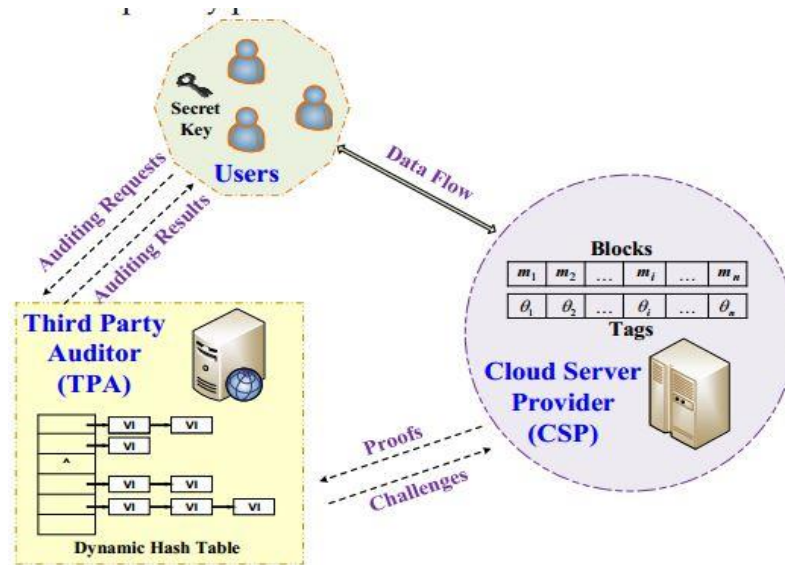 Secret
Key
Users
Auditing Requests
Auditing Results
Data Flow
Blocks
m₁ m₂ ... mᵢ ... mₙ
θ₁ θ₂ ... θᵢ ... θₙ
Tags
Cloud Server
Provider
(CSP)
Third Party
Auditor
(TPA)
VI VI
VI
^
VI VI
VI VI VI
Dynamic Hash Table
Proofs
Challenges